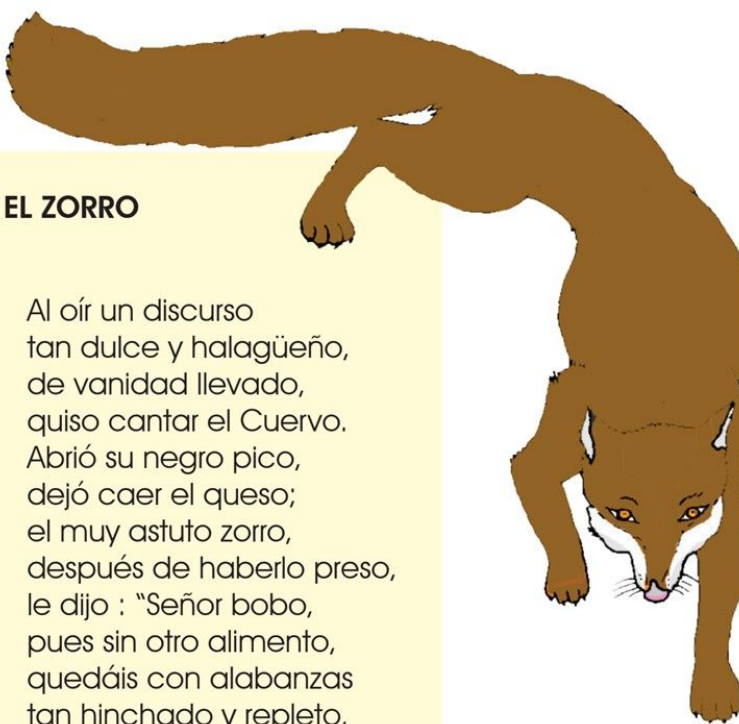 EL ZORRO
Al oír un discurso
tan dulce y halagüeño,
de vanidad llevado,
quiso cantar el Cuervo.
Abrió su negro pico,
dejó caer el queso;
el muy astuto zorro,
después de haberlo preso,
le dijo : “Señor bobo,
pues sin otro alimento,
quedáis con alabanzas
tan hinchado y repleto,